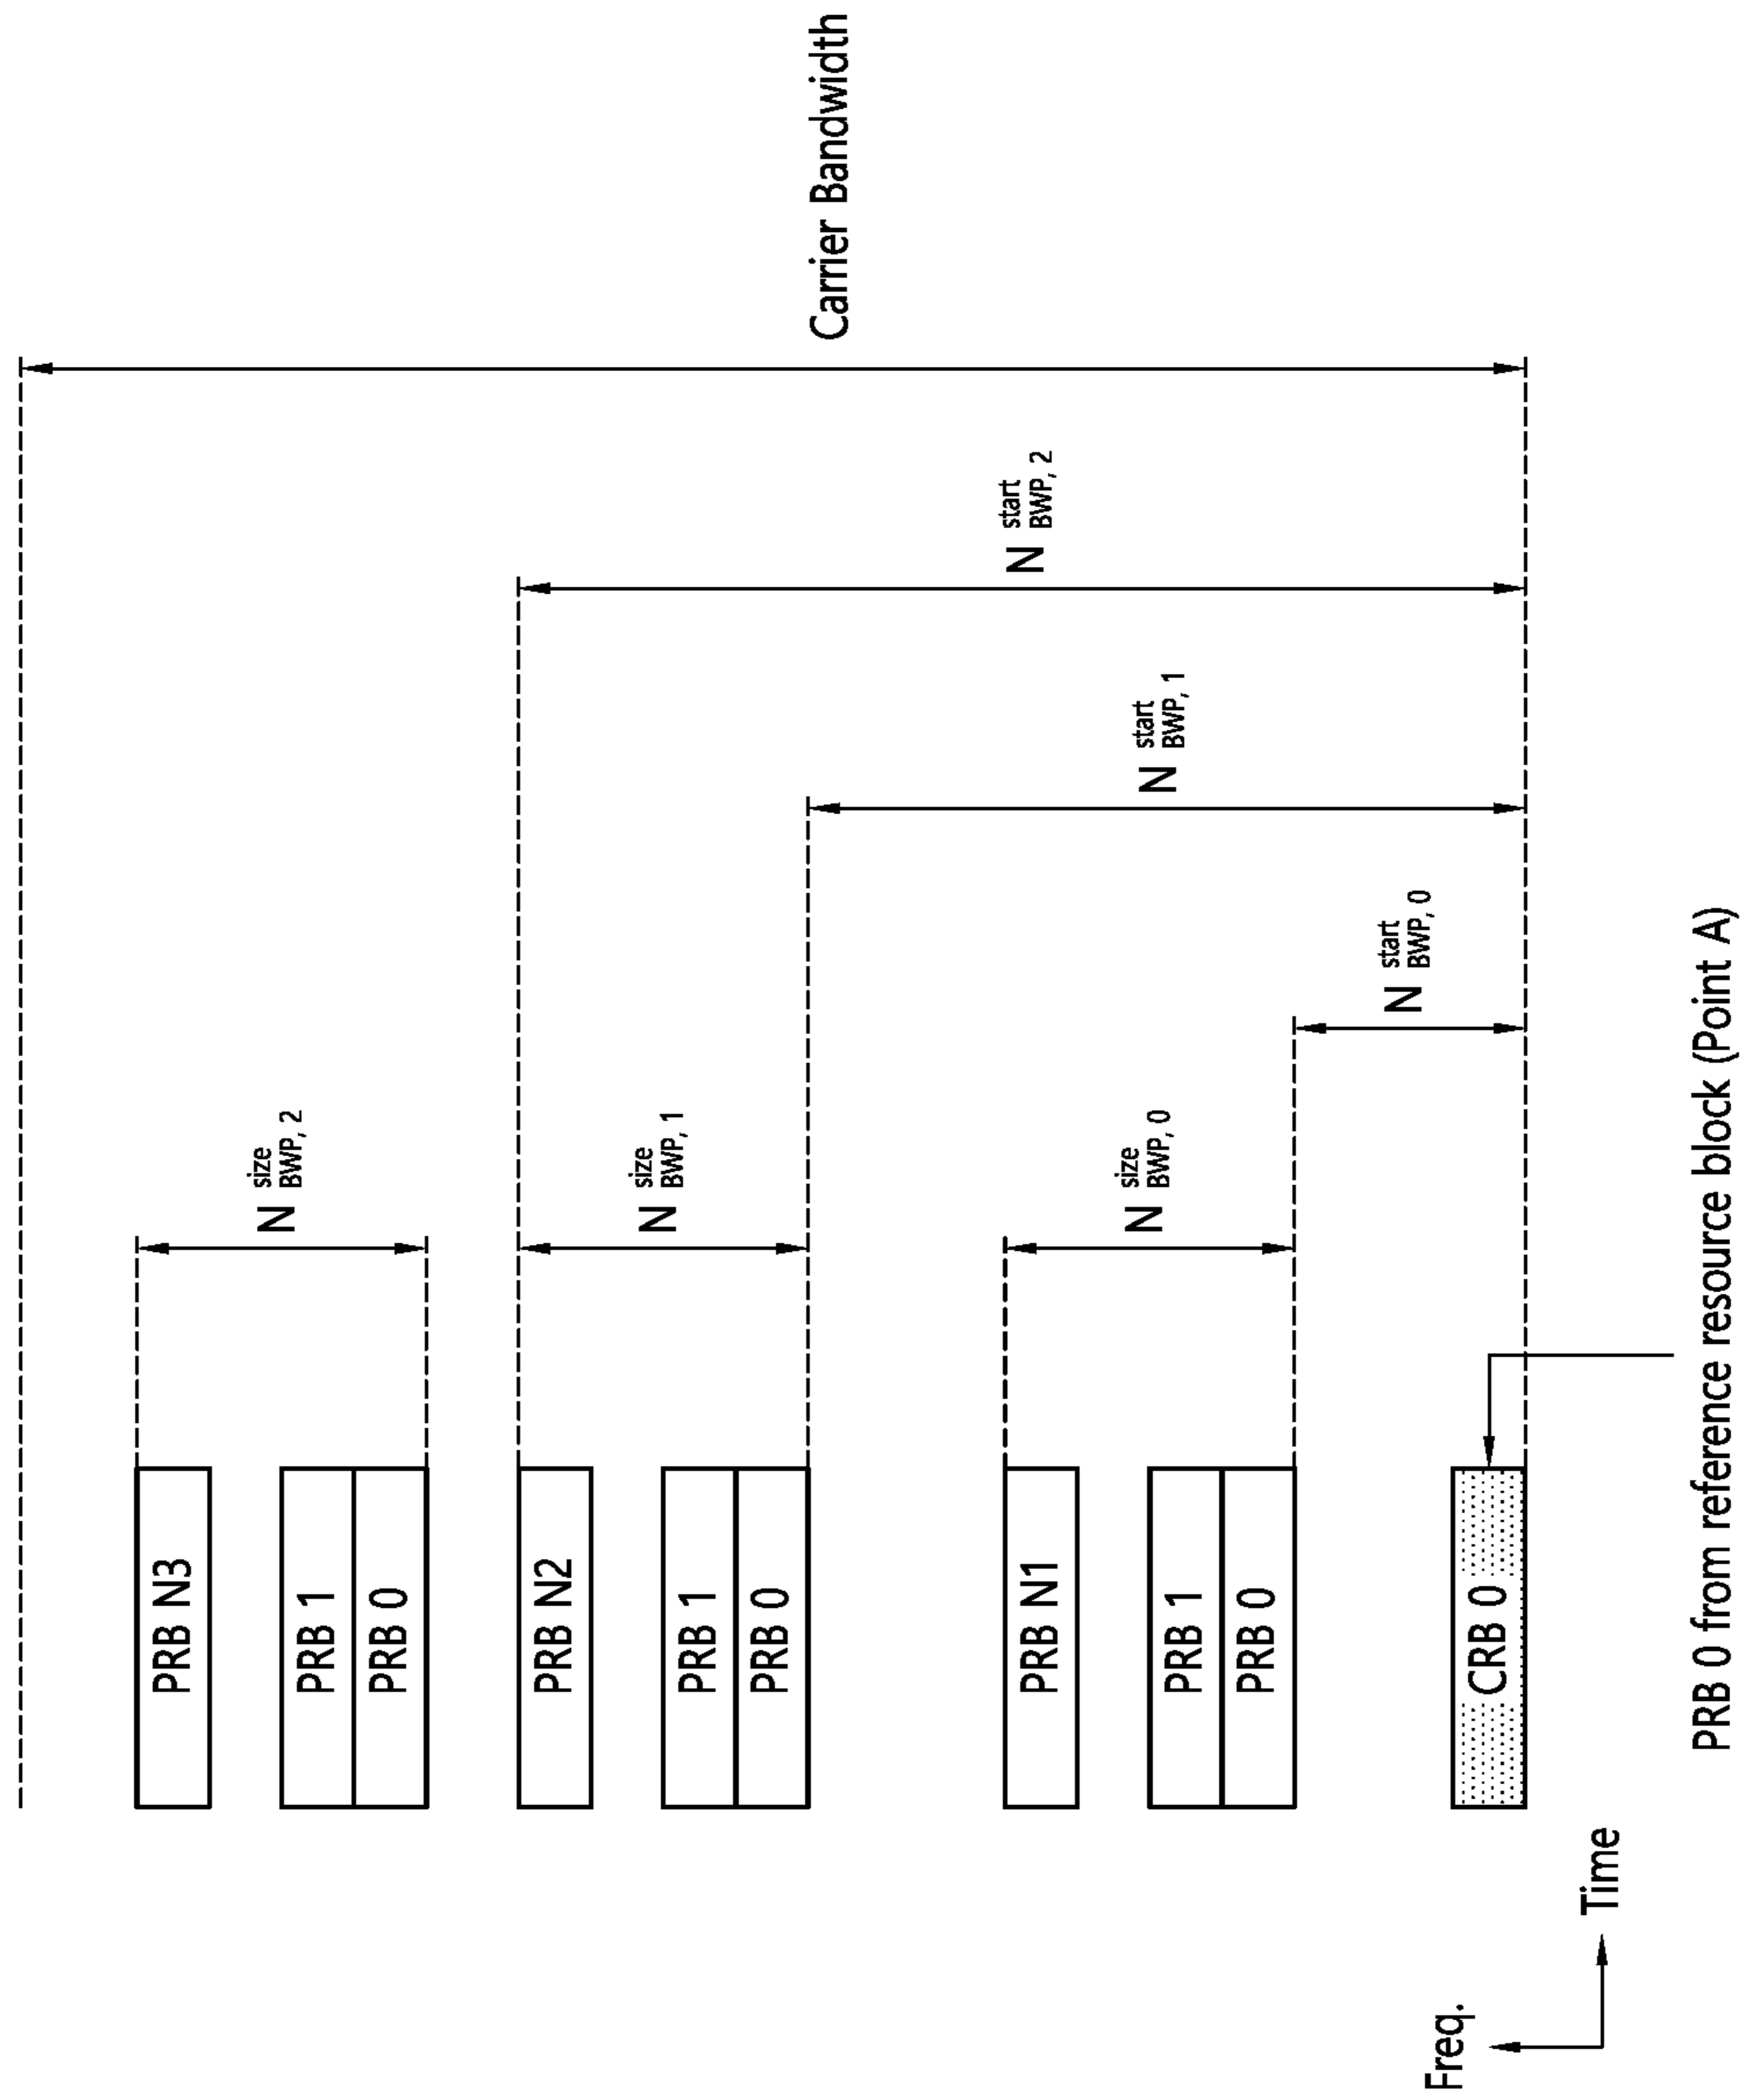 Carrier Bandwidth
N start BWP, 2
N start BWP, 1
N start BWP, 0
N size BWP, 2
N size BWP, 1
N size BWP, 0
PRB N3
PRB 1
PRB 0
PRB N2
PRB 1
PRB 0
PRB N1
PRB 1
PRB 0
CRB 0
PRB 0 from reference resource block (Point A)
Freq.
Time